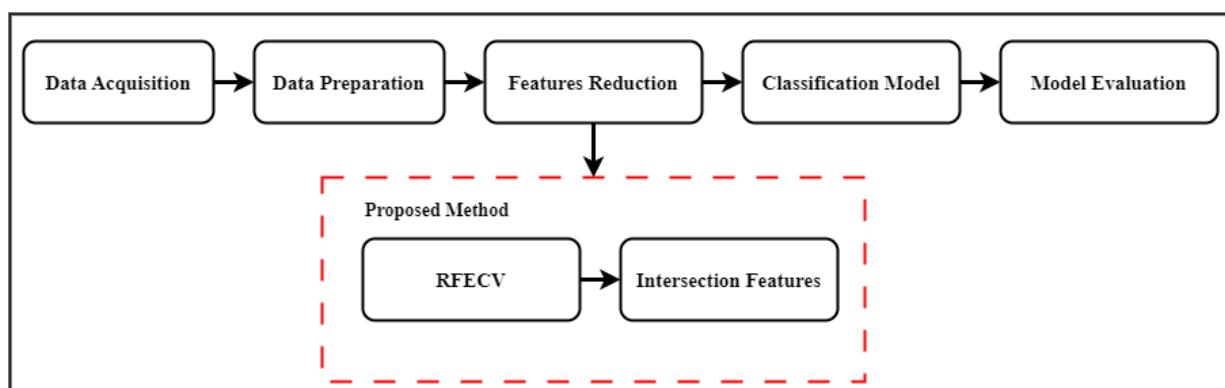 Data Acquisition
Data Preparation
Features Reduction
Classification Model
Model Evaluation
Proposed Method
RFECV
Intersection Features